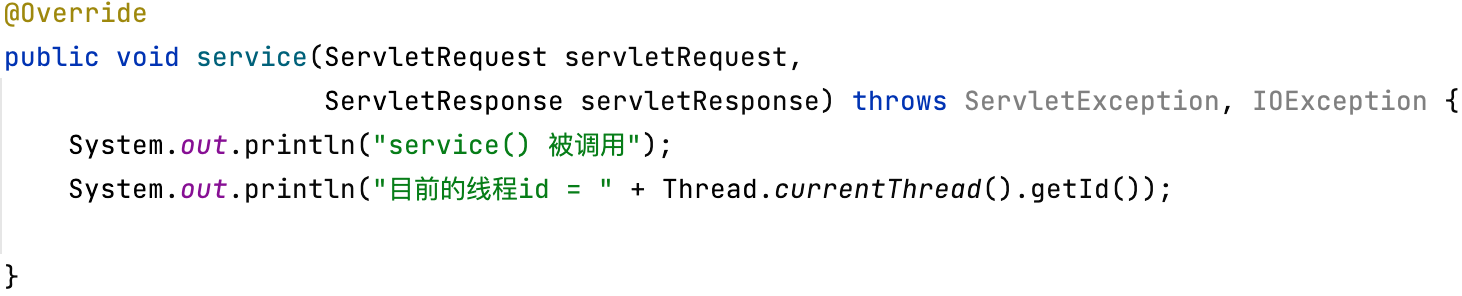 @Override
public void service(ServletRequest servletRequest,
                    ServletResponse servletResponse) throws ServletException, IOException {
    System.out.println("service() 被调用");
    System.out.println("目前的线程id = " + Thread.currentThread().getId());

}